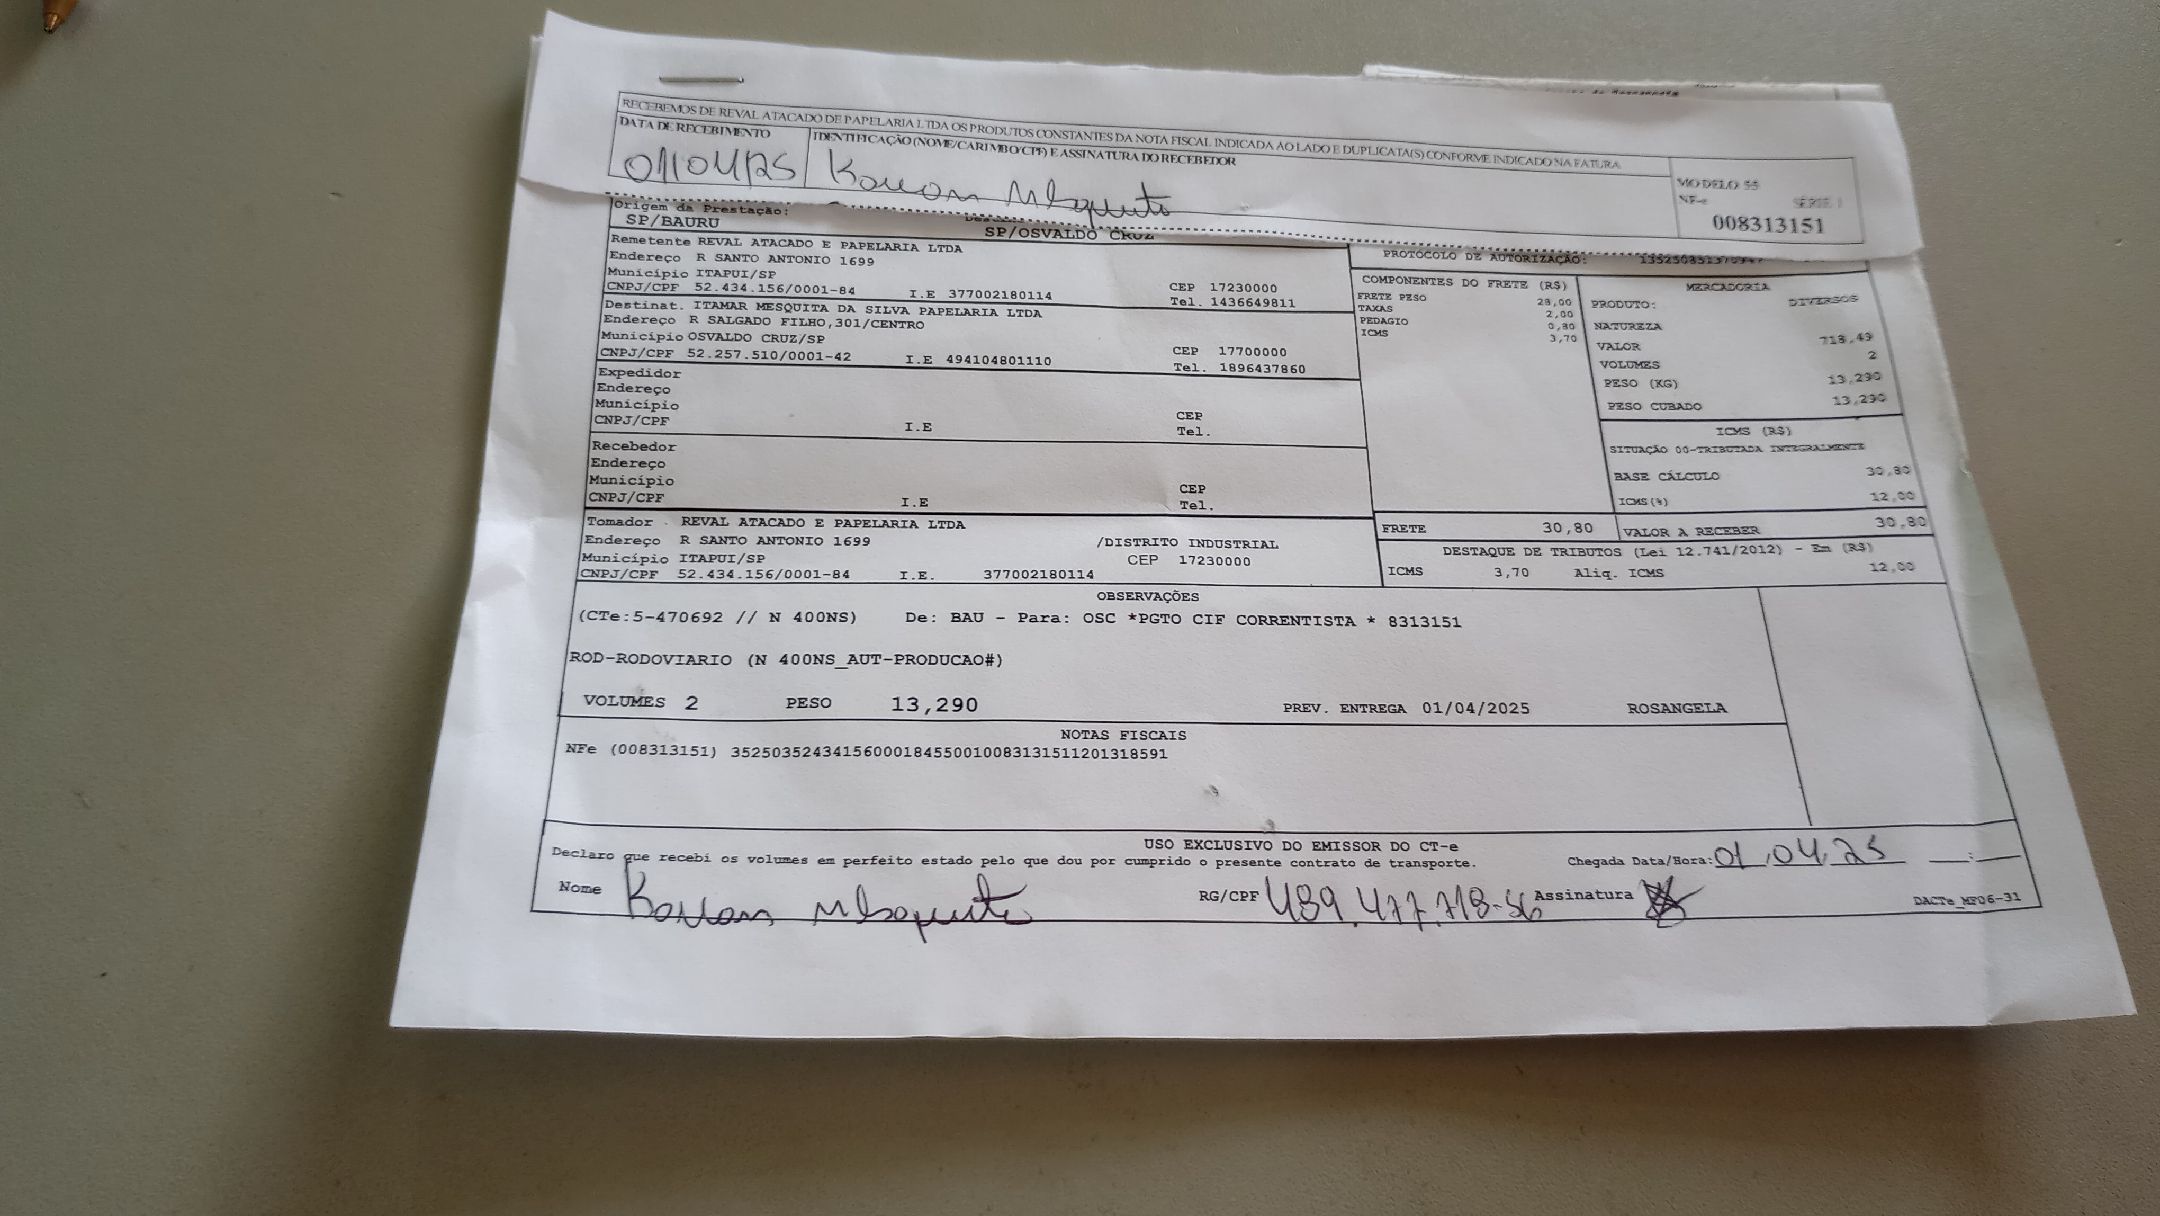 RECEBEMOS DE REVAL ATACADO DE PAPELARIA LTDA OS PRODUTOS CONSTANTES DA NOTA FISCAL INDICADA AO LADO E DUPLICATA(S) CONFORME INDICADO NA FATURA.
DATA DE RECEBIMENTO
IDENTIFICAÇÃO (NOME/CARIMBO/CPF) E ASSINATURA DO RECEBEDOR
01/04/25
Mesquita
MODELO 55
NF-e SÉRIE 1
008313151
Origem da Prestação:
SP/BAURU
SP/OSVALDO CRUZ
Remetente REVAL ATACADO E PAPELARIA LTDA
Endereço R SANTO ANTONIO 1699
Município ITAPUI/SP
CNPJ/CPF 52.434.156/0001-84 I.E 377002180114
CEP 17230000
Tel. 1436649811
Destinat. ITAMAR MESQUITA DA SILVA PAPELARIA LTDA
Endereço R SALGADO FILHO,301/CENTRO
Município OSVALDO CRUZ/SP
CNPJ/CPF 52.257.510/0001-42 I.E 494104801110
CEP 17700000
Tel. 1896437860
Expedidor
Endereço
Município
CNPJ/CPF I.E
CEP
Tel.
Recebedor
Endereço
Município
CNPJ/CPF I.E
CEP
Tel.
Tomador REVAL ATACADO E PAPELARIA LTDA
Endereço R SANTO ANTONIO 1699 /DISTRITO INDUSTRIAL
Município ITAPUI/SP CEP 17230000
CNPJ/CPF 52.434.156/0001-84 I.E. 377002180114
PROTOCOLO DE AUTORIZAÇÃO:
COMPONENTES DO FRETE (R$)
FRETE PESO 28,00
TAXAS 2,00
PEDAGIO 0,80
ICMS 3,70
MERCADORIA
PRODUTO: DIVERSOS
NATUREZA
VALOR 718,49
VOLUMES 2
PESO (KG) 13,290
PESO CUBADO 13,290
ICMS (R$)
SITUAÇÃO 00-TRIBUTADA INTEGRALMENTE
BASE CÁLCULO 30,80
ICMS(%) 12,00
FRETE 30,80
VALOR A RECEBER 30,80
DESTAQUE DE TRIBUTOS (Lei 12.741/2012) - Em (R$)
ICMS 3,70 Aliq. ICMS 12,00
OBSERVAÇÕES
(CTe:5-470692 // N 400NS) De: BAU - Para: OSC *PGTO CIF CORRENTISTA * 8313151
ROD-RODOVIARIO (N 400NS_AUT-PRODUCAO#)
VOLUMES 2 PESO 13,290 PREV. ENTREGA 01/04/2025 ROSANGELA
NOTAS FISCAIS
NFe (008313151) 35250352434156000184550010083131511201318591
USO EXCLUSIVO DO EMISSOR DO CT-e
Declaro que recebi os volumes em perfeito estado pelo que dou por cumprido o presente contrato de transporte.
Chegada Data/Hora: 01/04/25 __:__
Nome Mesquita RG/CPF 489.477.718-56 Assinatura
DACTe_MP06-31